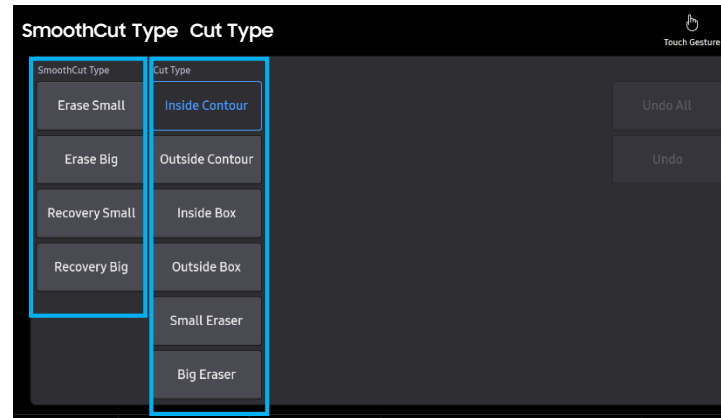 SmoothCut Type Cut Type
Touch Gesture
SmoothCut Type
Cut Type
Erase Small
Inside Contour
Undo All
Erase Big
Outside Contour
Undo
Recovery Small
Inside Box
Recovery Big
Outside Box
Small Eraser
Big Eraser